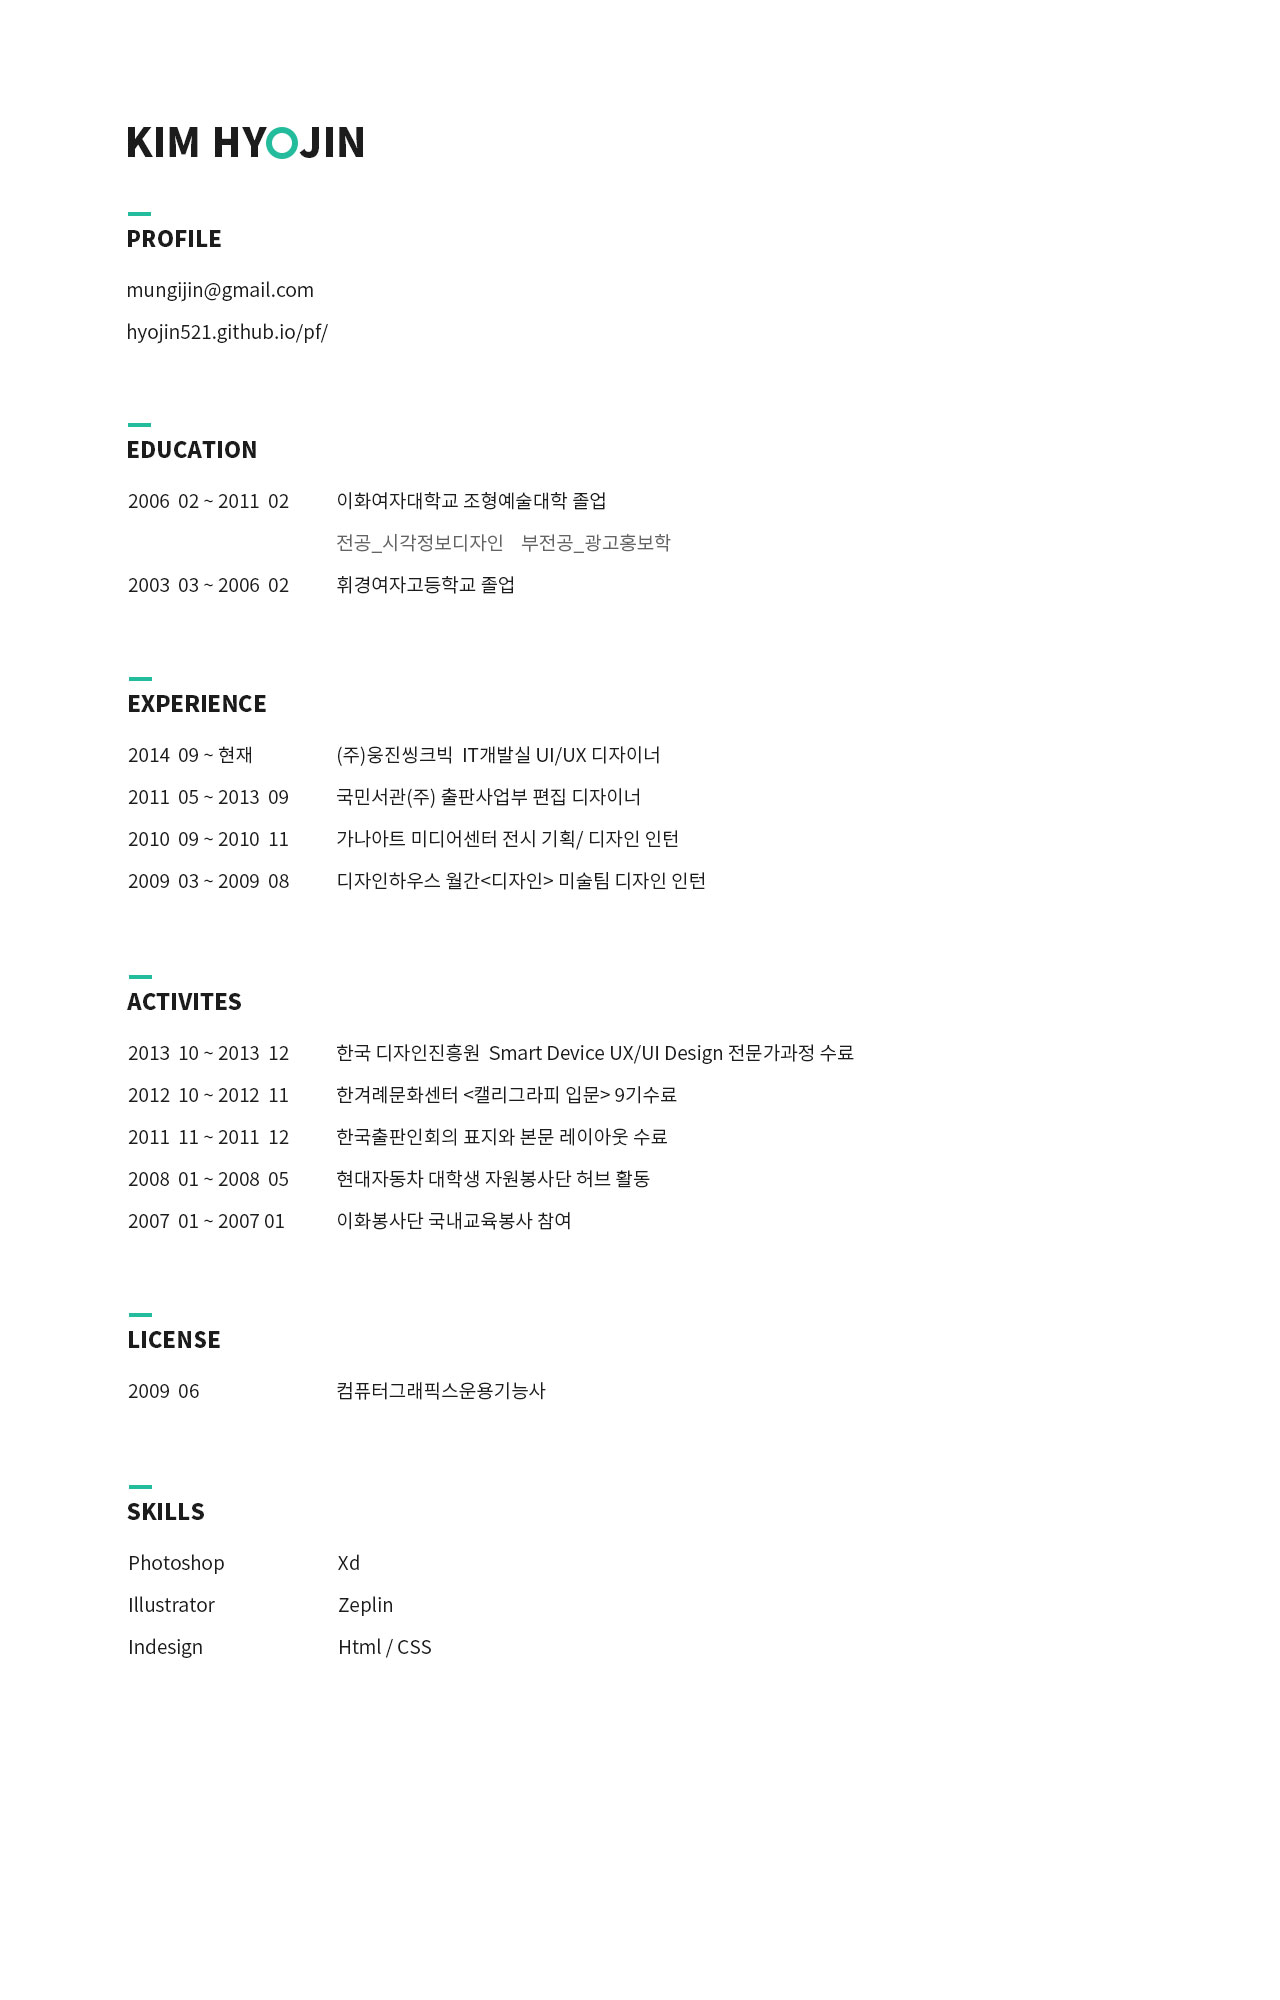 KIM HYOJIN
PROFILE
mungijin@gmail.com
hyojin521.github.io/pf/
EDUCATION
2006 02 ~ 2011 02 이화여자대학교 조형예술대학 졸업
전공_시각정보디자인 부전공_광고홍보학
2003 03 ~ 2006 02 휘경여자고등학교 졸업
EXPERIENCE
2014 09 ~ 현재 (주)웅진씽크빅 IT개발실 UI/UX 디자이너
2011 05 ~ 2013 09 국민서관(주) 출판사업부 편집 디자이너
2010 09 ~ 2010 11 가나아트 미디어센터 전시 기획/ 디자인 인턴
2009 03 ~ 2009 08 디자인하우스 월간<디자인> 미술팀 디자인 인턴
ACTIVITES
2013 10 ~ 2013 12 한국 디자인진흥원 Smart Device UX/UI Design 전문가과정 수료
2012 10 ~ 2012 11 한겨레문화센터 <캘리그라피 입문> 9기수료
2011 11 ~ 2011 12 한국출판인회의 표지와 본문 레이아웃 수료
2008 01 ~ 2008 05 현대자동차 대학생 자원봉사단 허브 활동
2007 01 ~ 2007 01 이화봉사단 국내교육봉사 참여
LICENSE
2009 06 컴퓨터그래픽스운용기능사
SKILLS
Photoshop Xd
Illustrator Zeplin
Indesign Html / CSS